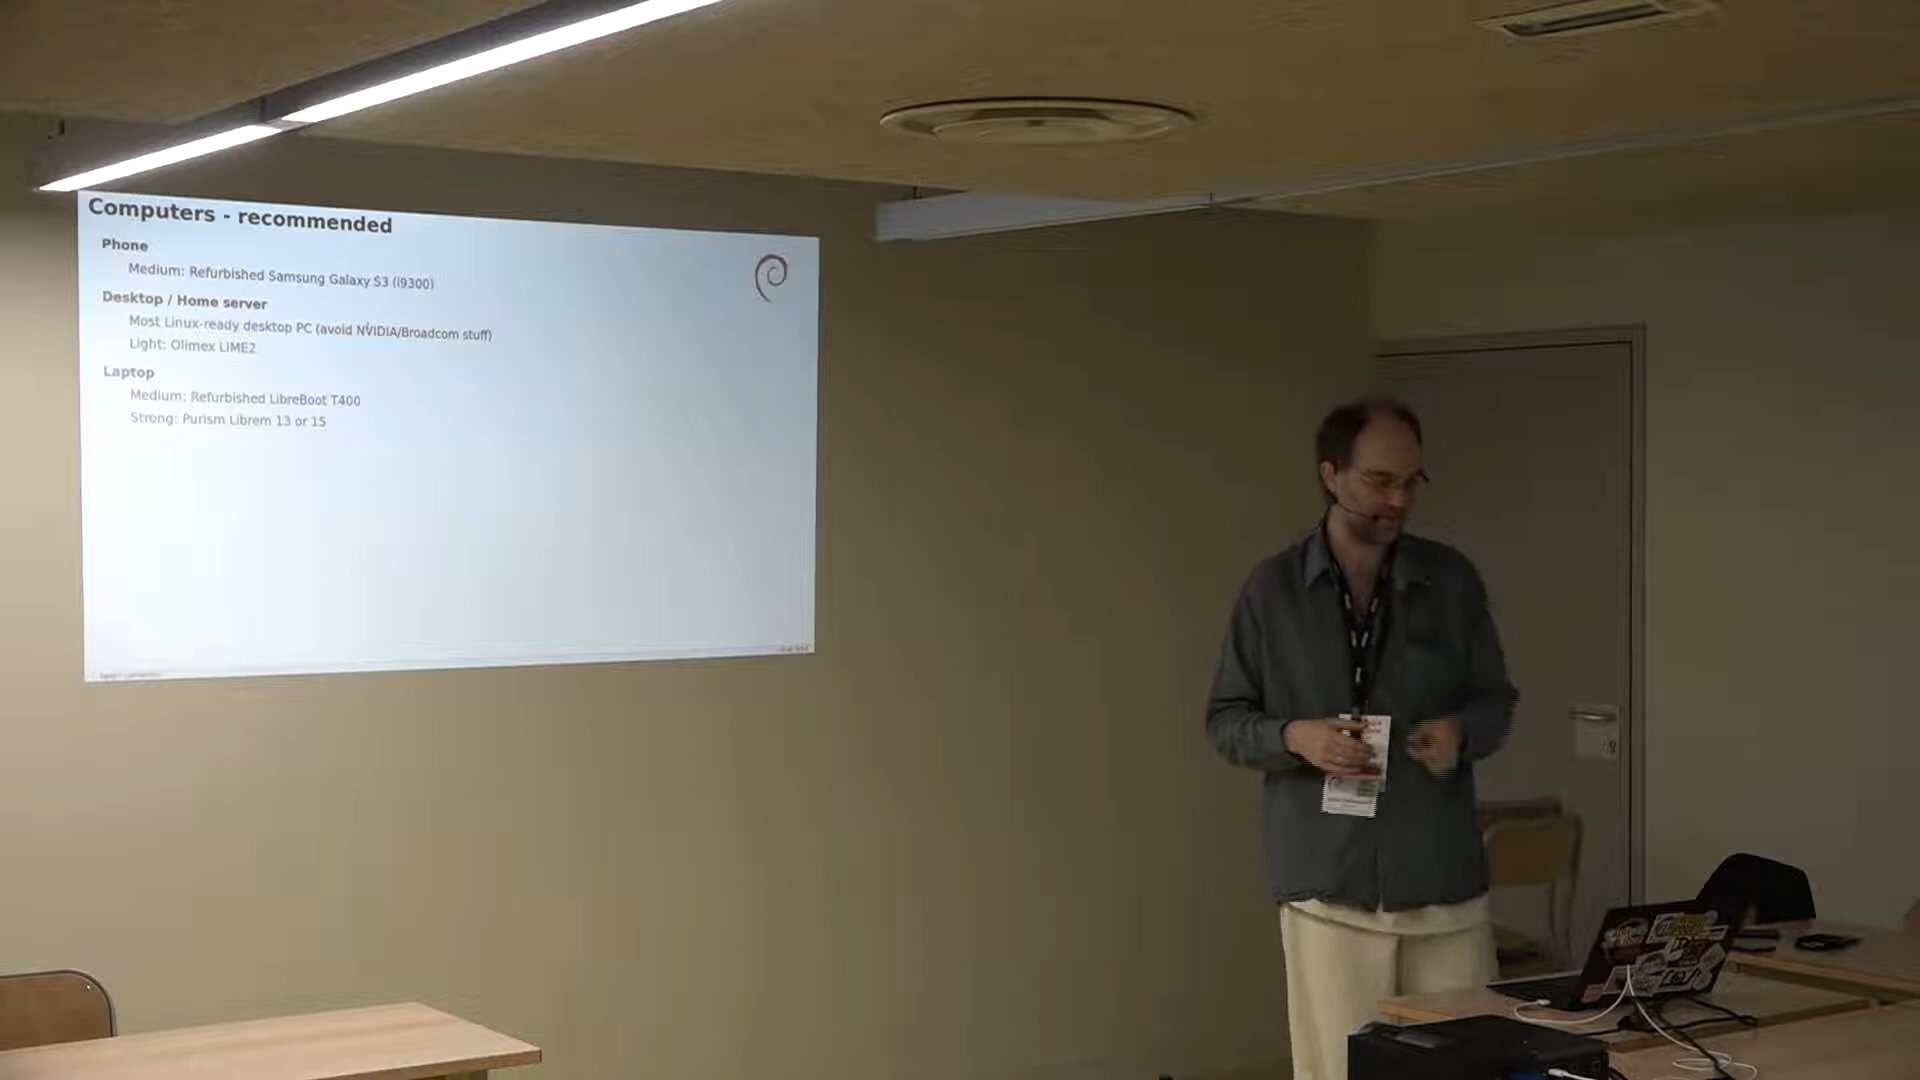 Computers - recommended
Phone
Medium: Refurbished Samsung Galaxy S3 (i9300)
Desktop / Home server
Most Linux-ready desktop PC (avoid NVIDIA/Broadcom stuff)
Light: Olimex LIME2
Laptop
Medium: Refurbished LibreBoot T400
Strong: Purism Librem 13 or 15